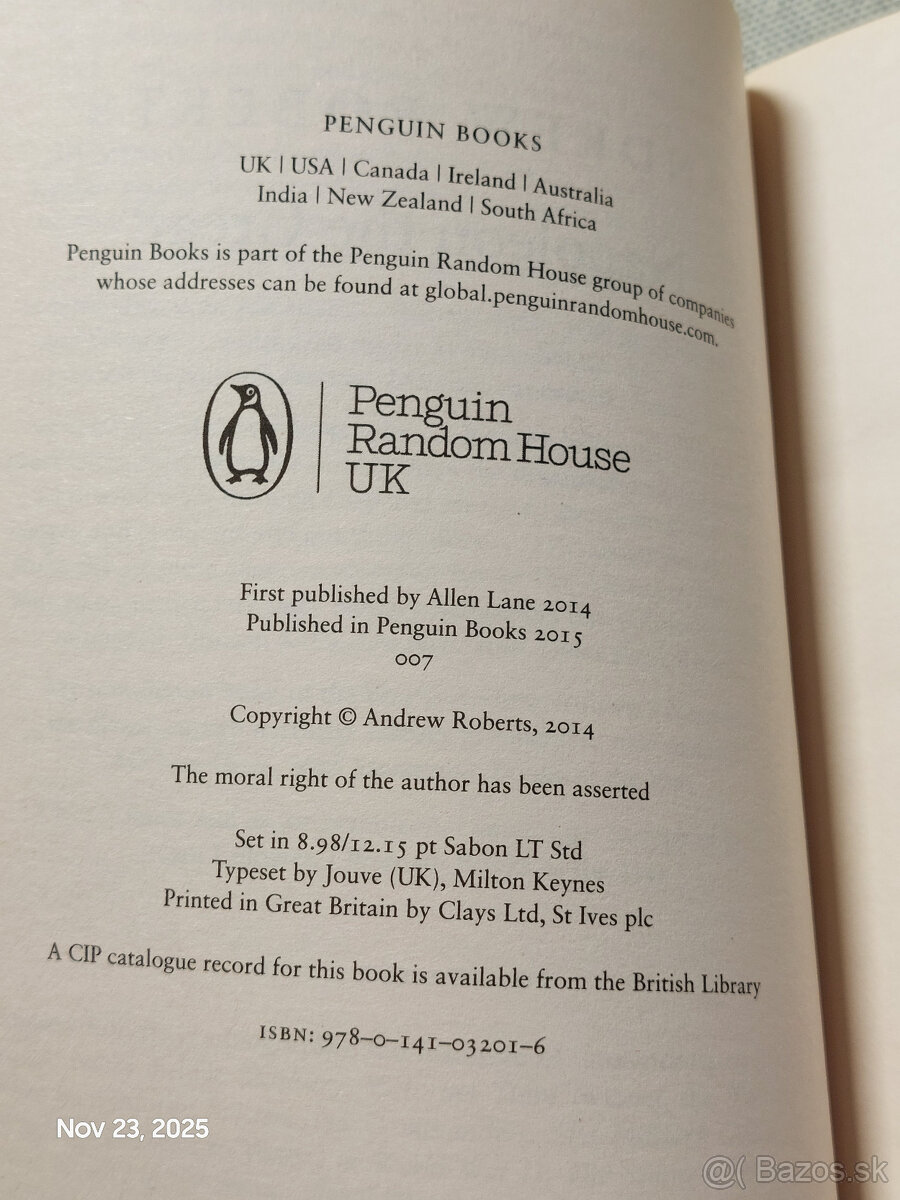 PENGUIN BOOKS
UK | USA | Canada | Ireland | Australia
India | New Zealand | South Africa
Penguin Books is part of the Penguin Random House group of companies
whose addresses can be found at global.penguinrandomhouse.com.
Penguin
Random House
UK
First published by Allen Lane 2014
Published in Penguin Books 2015
007
Copyright © Andrew Roberts, 2014
The moral right of the author has been asserted
Set in 8.98/12.15 pt Sabon LT Std
Typeset by Jouve (UK), Milton Keynes
Printed in Great Britain by Clays Ltd, St Ives plc
A CIP catalogue record for this book is available from the British Library
ISBN: 978–0–141–03201–6
Nov 23, 2025
@( Bazos.sk